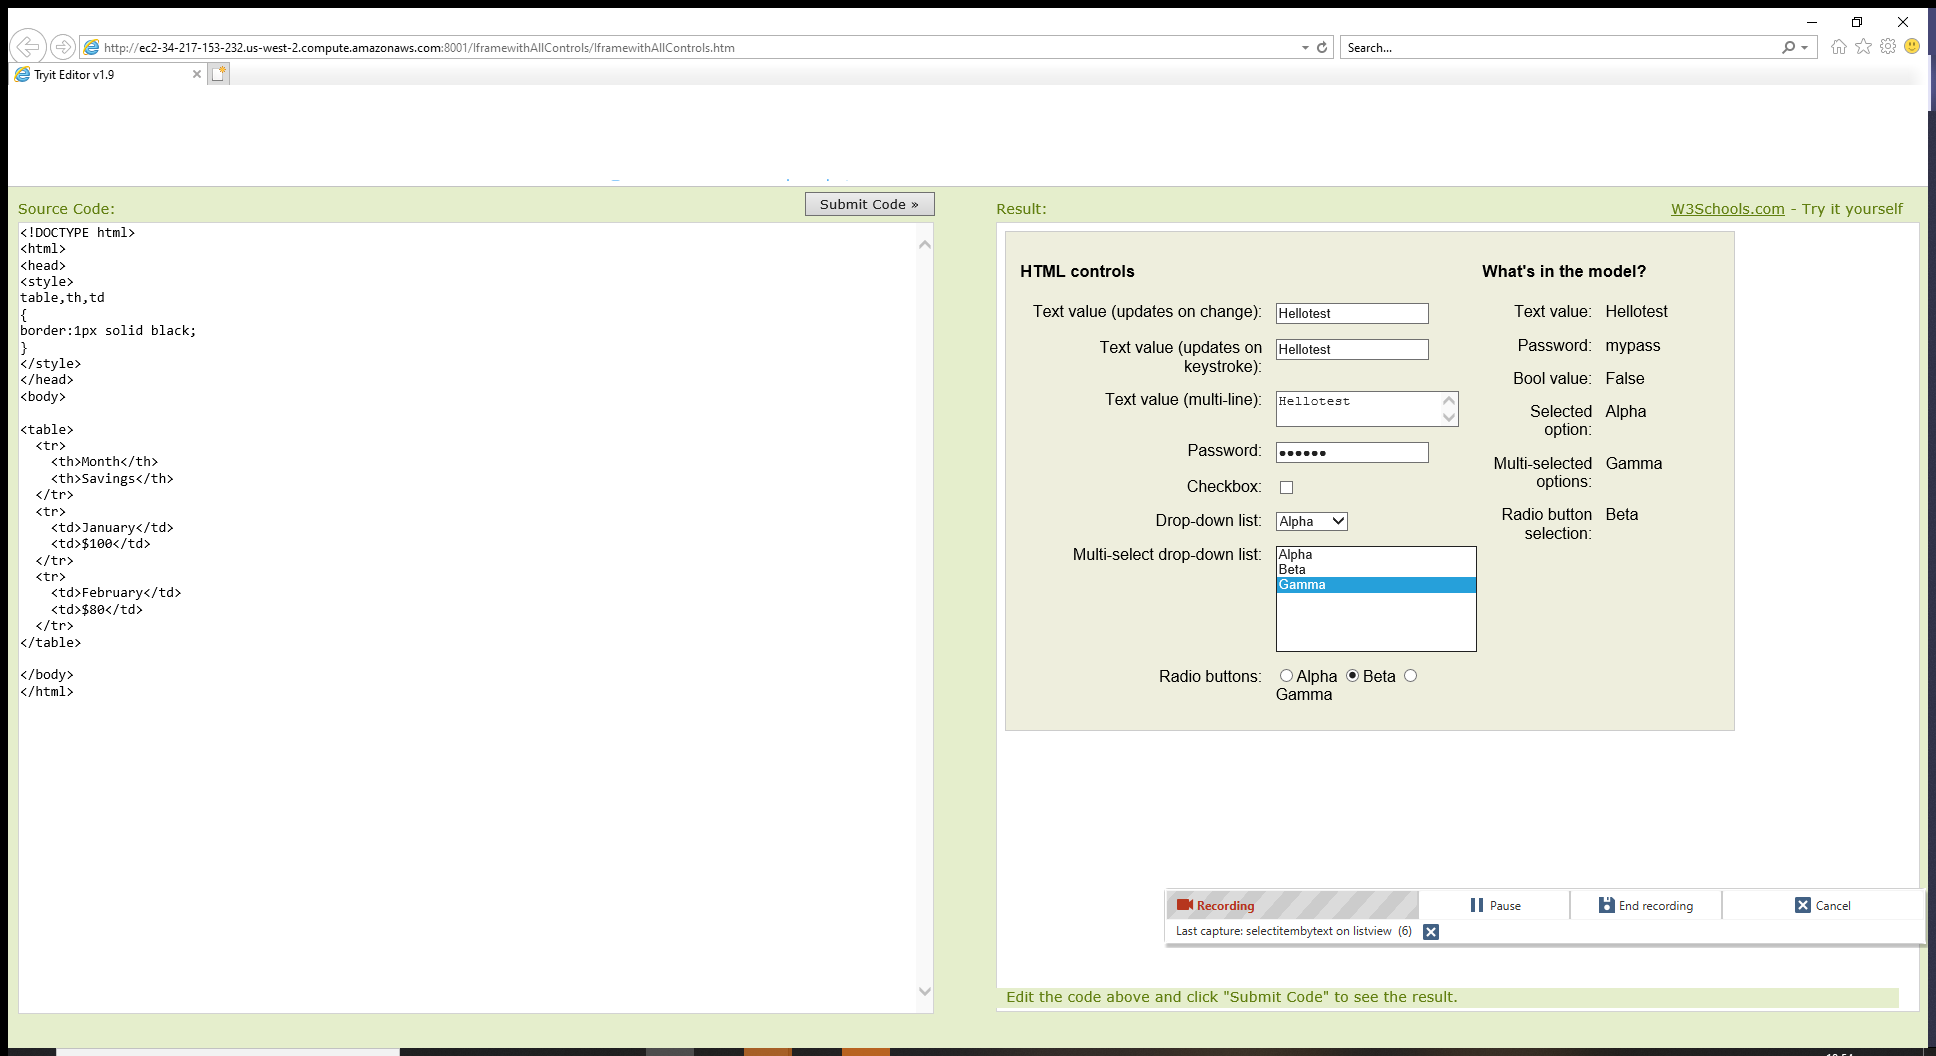 http://ec2-34-217-153-232.us-west-2.compute.amazonaws.com:8001/IframewithAllControls/IframewithAllControls.htm
Search...
Tryit Editor v1.9
Source Code:
Submit Code »
<!DOCTYPE html>
<html>
<head>
<style>
table,th,td
{
border:1px solid black;
}
</style>
</head>
<body>
<table>
<tr>
<th>Month</th>
<th>Savings</th>
</tr>
<tr>
<td>January</td>
<td>$100</td>
</tr>
<tr>
<td>February</td>
<td>$80</td>
</tr>
</table>
</body>
</html>
Result:
W3Schools.com - Try it yourself
HTML controls
Text value (updates on change): Hellotest
Text value (updates on
keystroke): Hellotest
Text value (multi-line): Hellotest
Password: ••••••
Checkbox:
Drop-down list: Alpha
Multi-select drop-down list: Alpha
Beta
Gamma
Radio buttons: Alpha Beta
Gamma
What's in the model?
Text value: Hellotest
Password: mypass
Bool value: False
Selected
option: Alpha
Multi-selected
options: Gamma
Radio button
selection: Beta
Recording
Pause
End recording
Cancel
Last capture: selectitembytext on listview (6)
Edit the code above and click "Submit Code" to see the result.